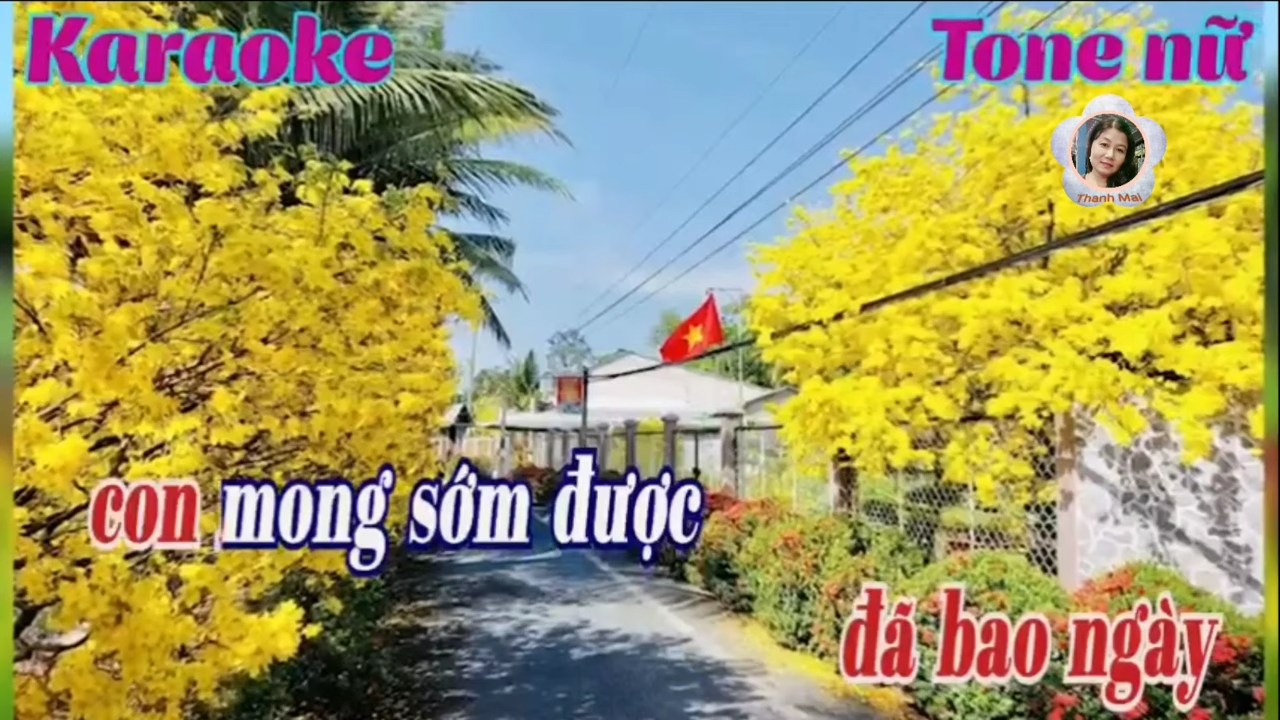 Karaoke
Tone nữ
Thanh Mai
con mong sớm được
đã bao ngày